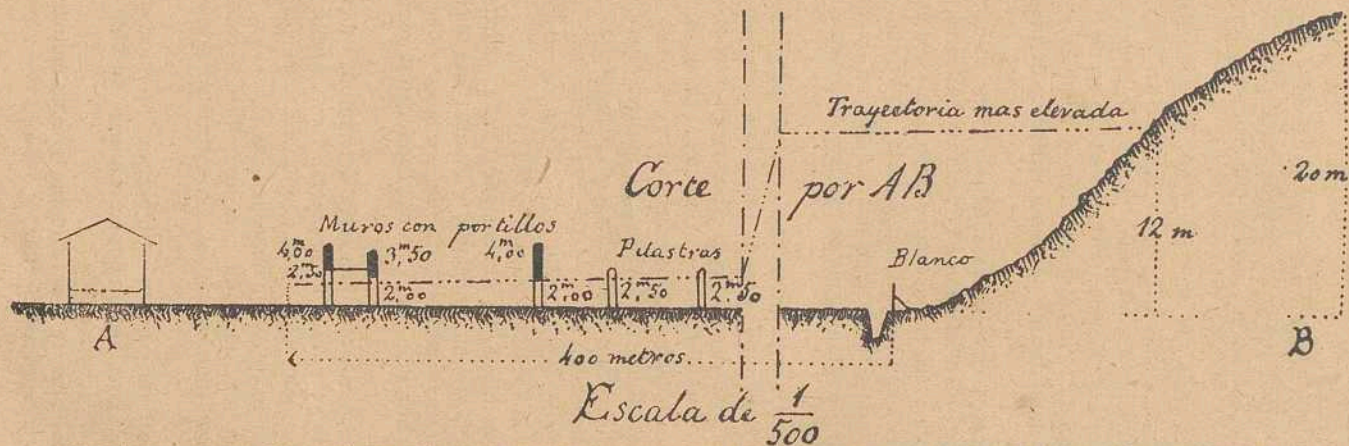 Trayectoria mas elevada
Corte por AB
20 m
Muros con portillos
12 m
4,00
m
3,50
m
4,00
m
Pilastras
Blanco
2,50
2,00
m
2,00
m
2,50
m
2,50
m
A
B
400 metros
Escala de 1
500